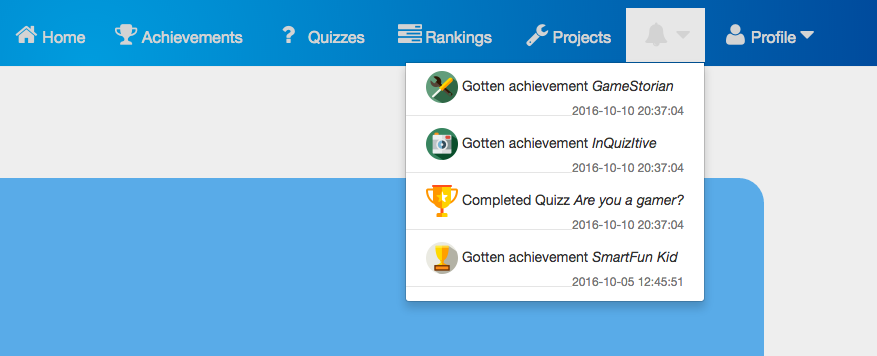 Home Achievements ? Quizzes Rankings Projects Profile
Gotten achievement GameStorian
2016-10-10 20:37:04
Gotten achievement InQuizItive
2016-10-10 20:37:04
Completed Quizz Are you a gamer?
2016-10-10 20:37:04
Gotten achievement SmartFun Kid
2016-10-05 12:45:51